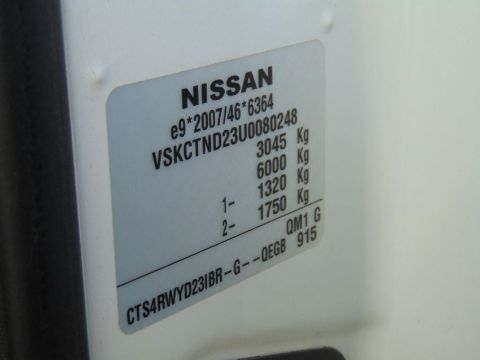 NISSAN
e9*2007/46*6364
VSKCTND23U0080248
3045 Kg
6000 Kg
1- 1320 Kg
2- 1750 Kg
QM1 G
CTS4RWYD23IBR-G--QEGB 915